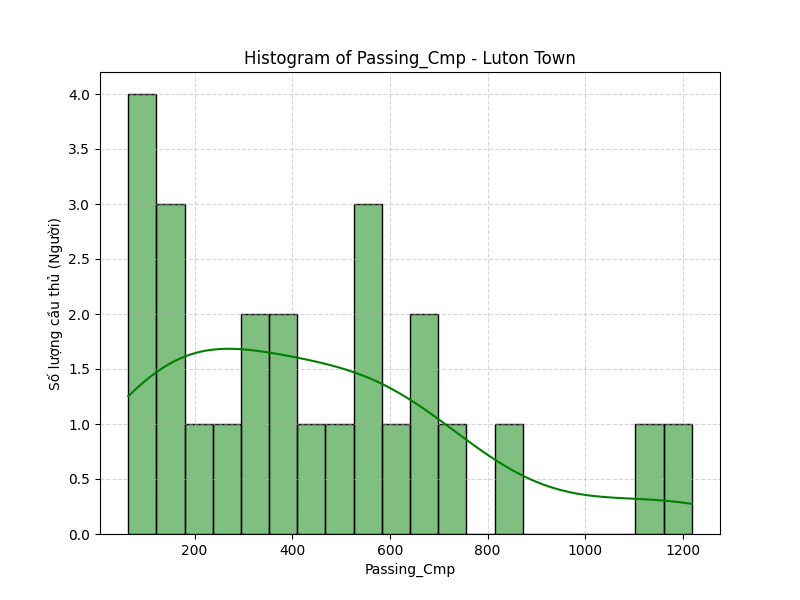 Histogram of Passing_Cmp - Luton Town
Số lượng cầu thủ (Người)
4.0
3.5
3.0
2.5
2.0
1.5
1.0
0.5
0.0
200 400 600 800 1000 1200
Passing_Cmp